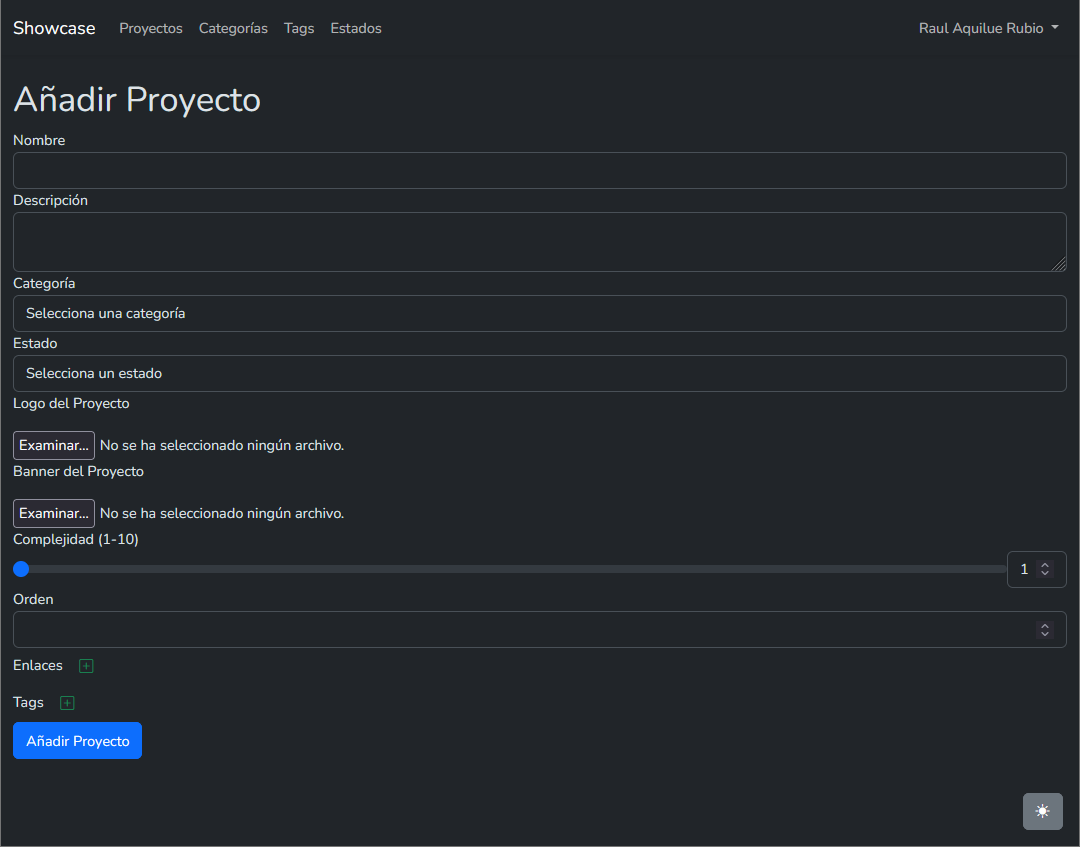 Showcase Proyectos Categorías Tags Estados Raul Aquilue Rubio
Añadir Proyecto
Nombre
Descripción
Categoría
Selecciona una categoría
Estado
Selecciona un estado
Logo del Proyecto
Examinar... No se ha seleccionado ningún archivo.
Banner del Proyecto
Examinar... No se ha seleccionado ningún archivo.
Complejidad (1-10)
1
Orden
Enlaces
Tags
Añadir Proyecto